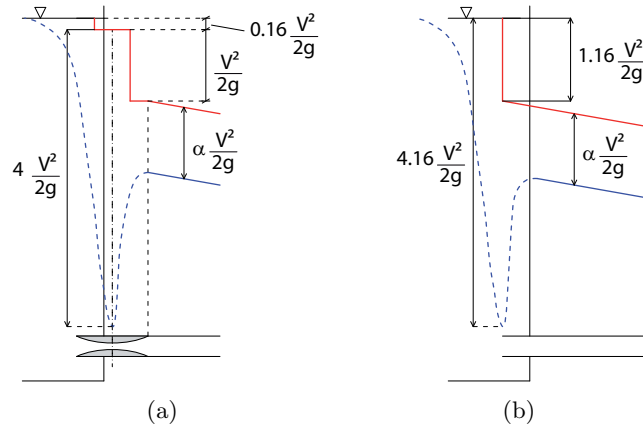 0.16 V²/2g
V²/2g
4 V²/2g
α V²/2g
(a)
1.16 V²/2g
4.16 V²/2g
α V²/2g
(b)